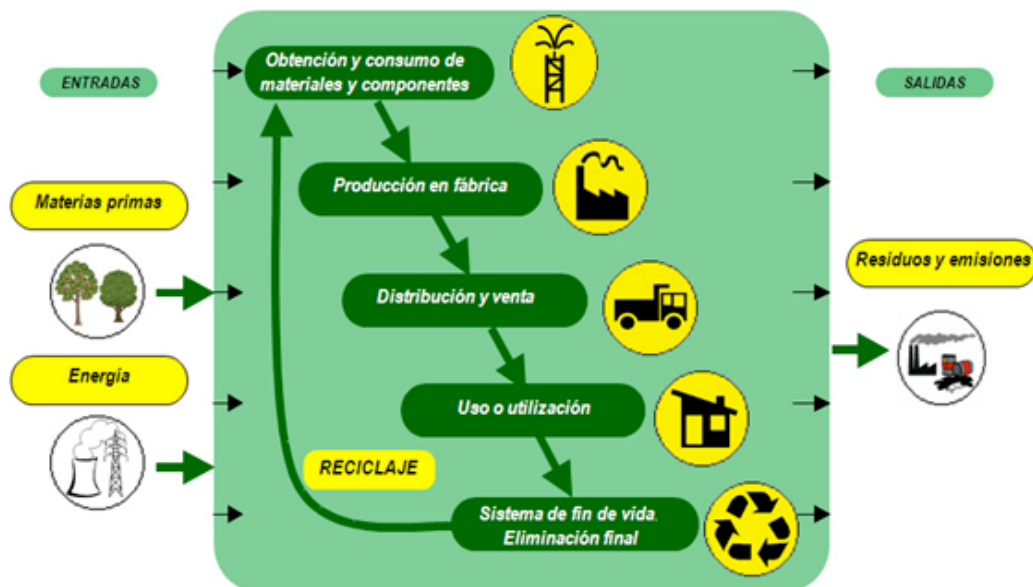 ENTRADAS
Obtención y consumo de
materiales y componentes
SALIDAS
Materias primas
Producción en fábrica
Distribución y venta
Residuos y emisiones
Energía
Uso o utilización
RECICLAJE
Sistema de fin de vida.
Eliminación final